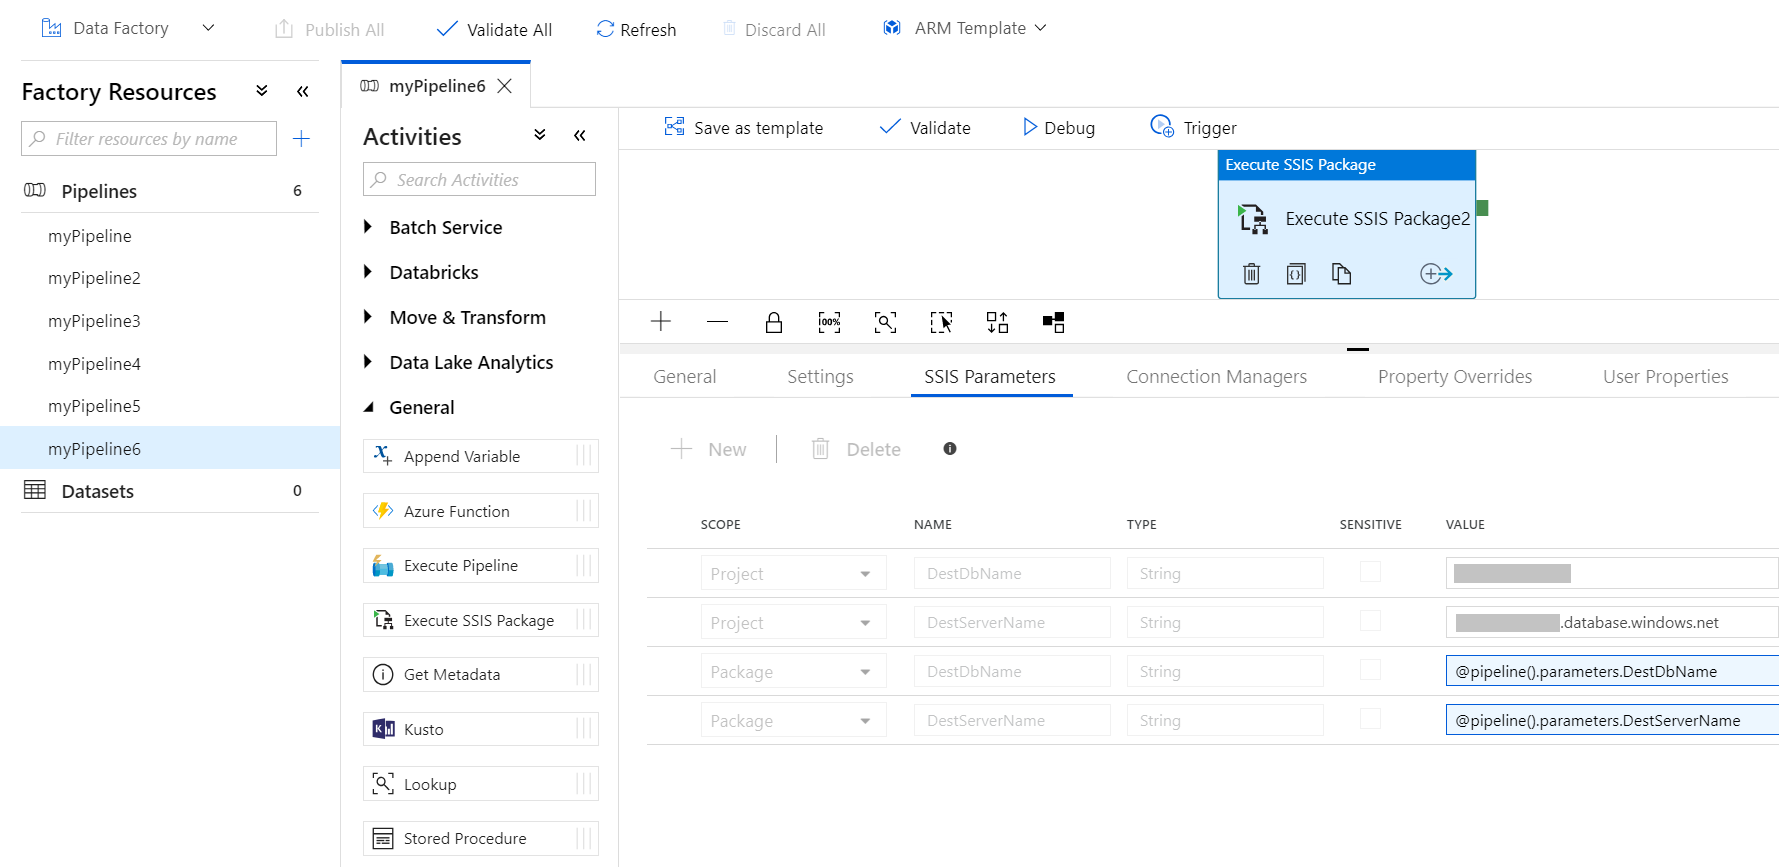 Data Factory
Publish All
Validate All
Refresh
Discard All
ARM Template
Factory Resources
Filter resources by name
Pipelines 6
myPipeline
myPipeline2
myPipeline3
myPipeline4
myPipeline5
myPipeline6
Datasets 0
myPipeline6
Activities
Search Activities
Batch Service
Databricks
Move & Transform
Data Lake Analytics
General
Append Variable
Azure Function
Execute Pipeline
Execute SSIS Package
Get Metadata
Kusto
Lookup
Stored Procedure
Save as template
Validate
Debug
Trigger
Execute SSIS Package
Execute SSIS Package2
100%
General
Settings
SSIS Parameters
Connection Managers
Property Overrides
User Properties
New
Delete
SCOPE NAME TYPE SENSITIVE VALUE
Project DestDbName String
Project DestServerName String .database.windows.net
Package DestDbName String @pipeline().parameters.DestDbName
Package DestServerName String @pipeline().parameters.DestServerName